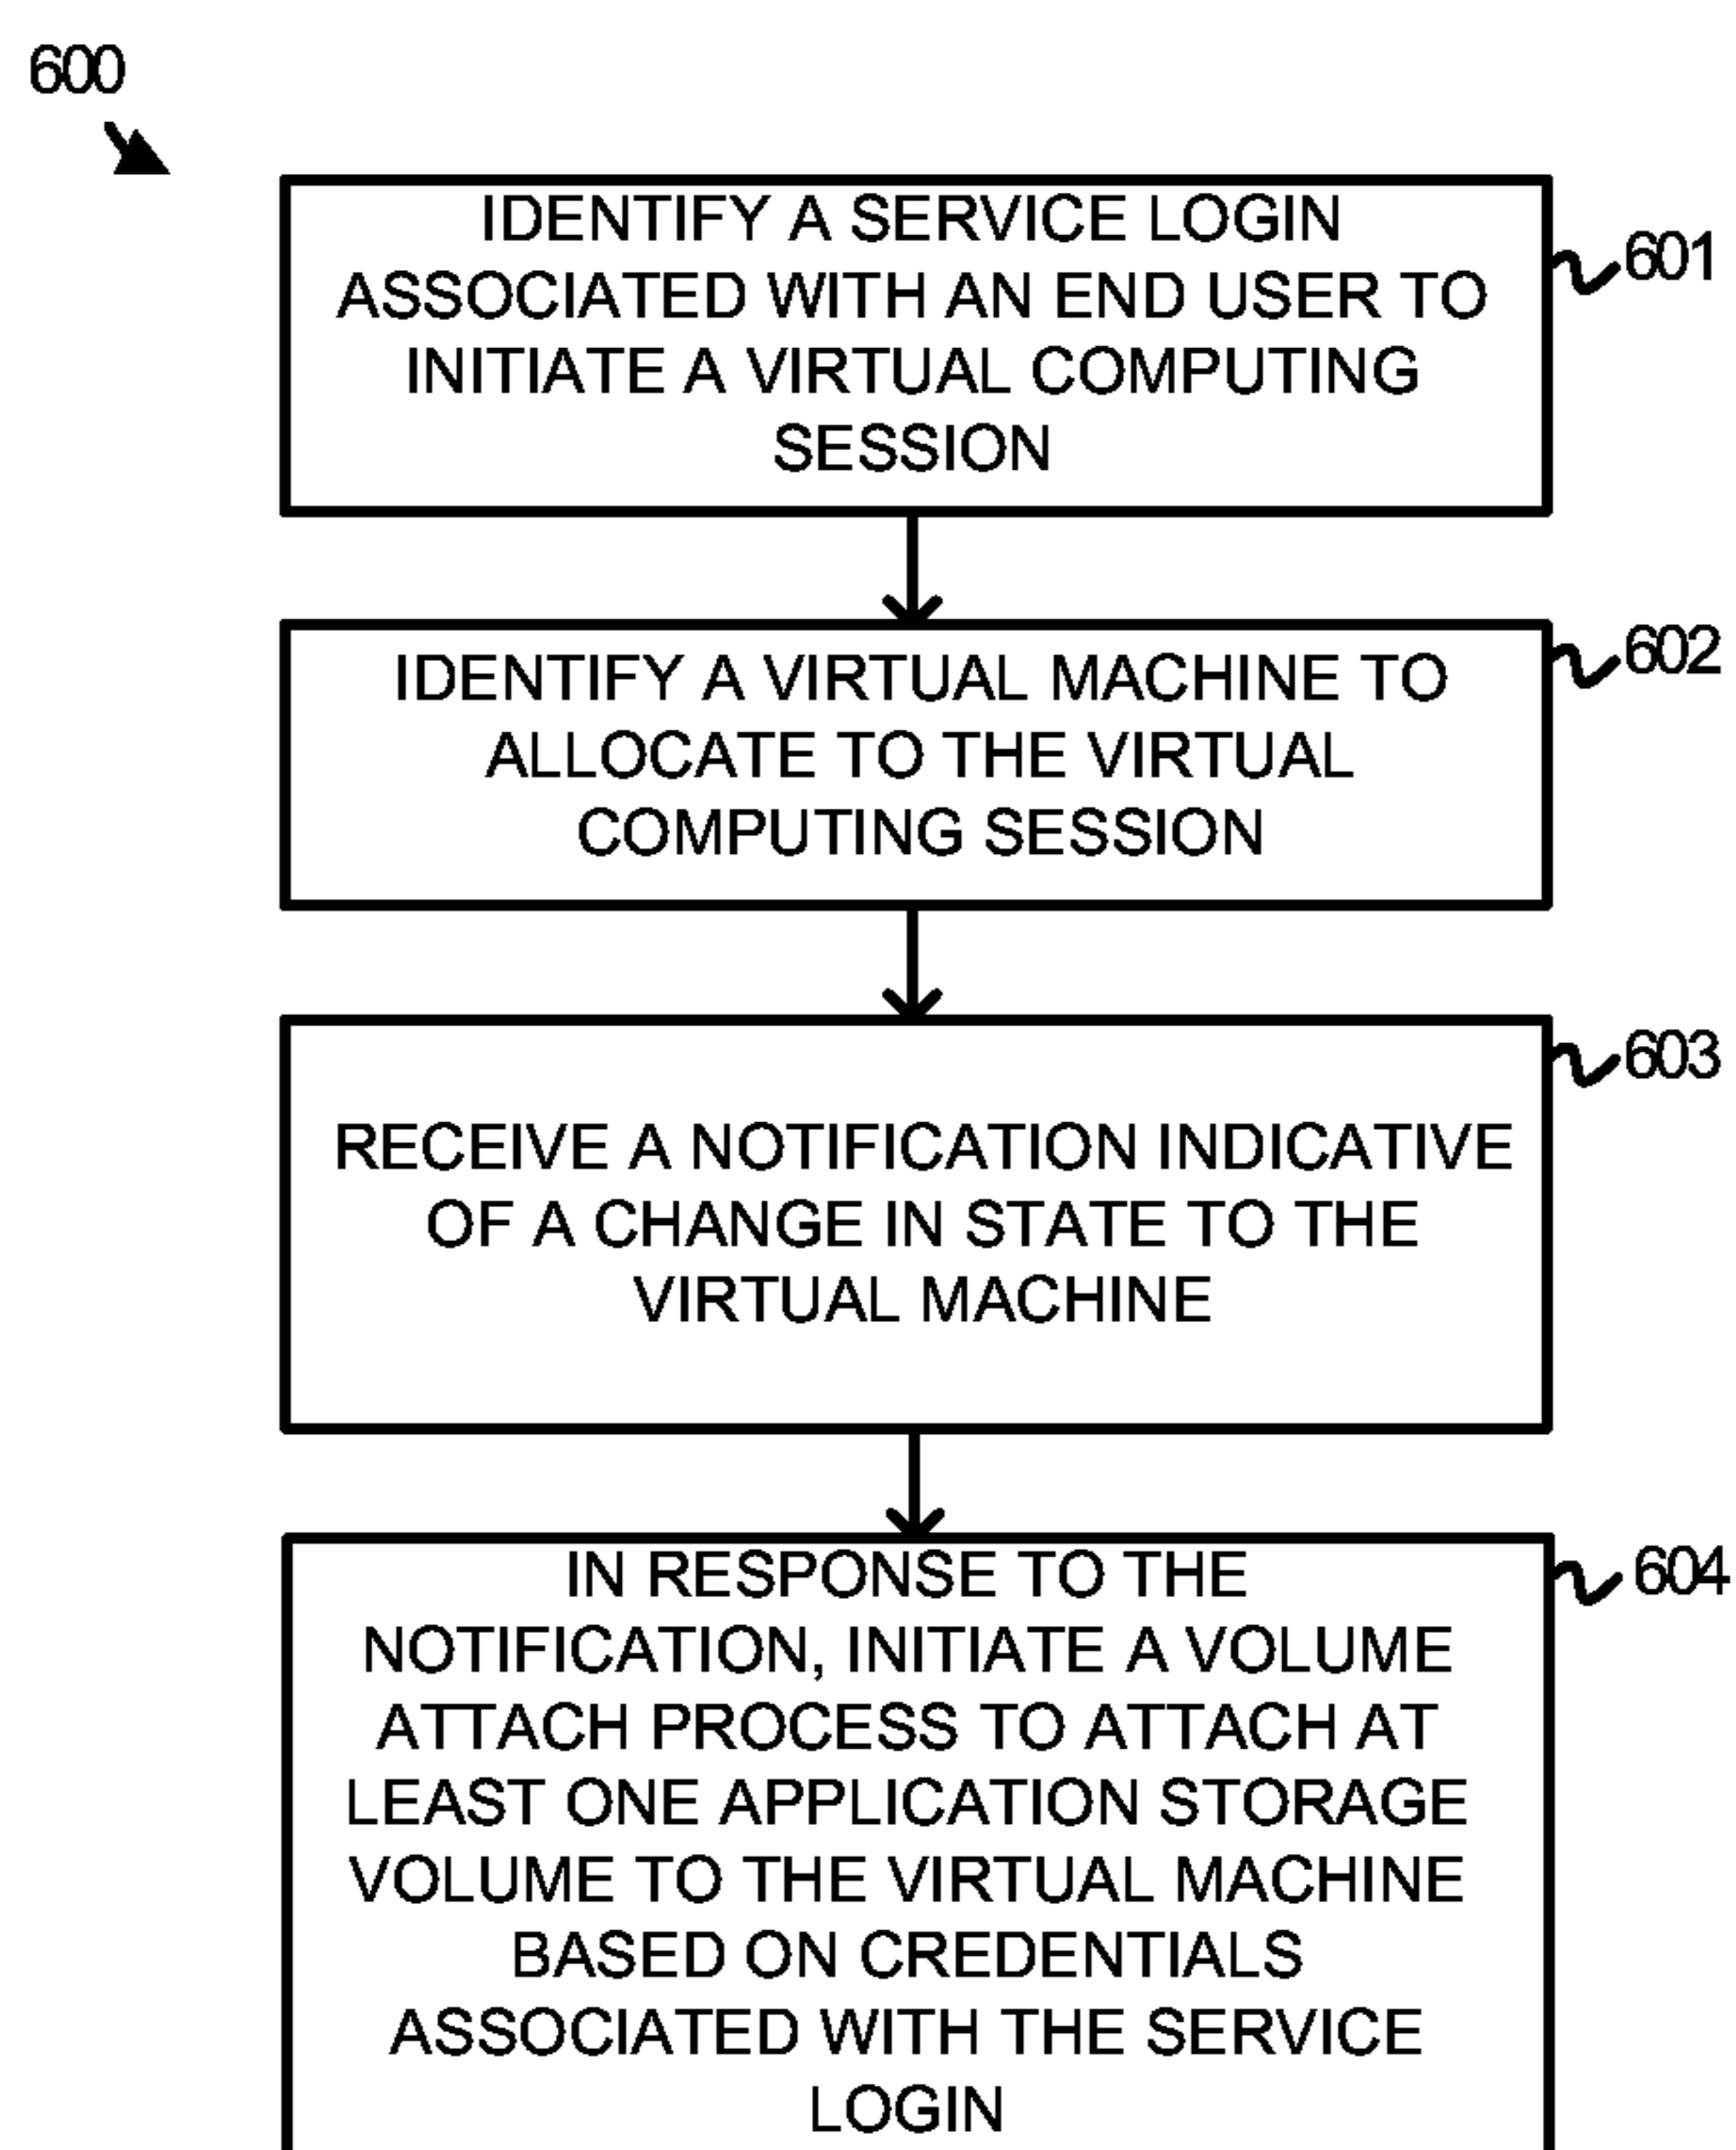 600
IDENTIFY A SERVICE LOGIN
ASSOCIATED WITH AN END USER TO
INITIATE A VIRTUAL COMPUTING
SESSION
601
IDENTIFY A VIRTUAL MACHINE TO
ALLOCATE TO THE VIRTUAL
COMPUTING SESSION
602
RECEIVE A NOTIFICATION INDICATIVE
OF A CHANGE IN STATE TO THE
VIRTUAL MACHINE
603
IN RESPONSE TO THE
NOTIFICATION, INITIATE A VOLUME
ATTACH PROCESS TO ATTACH AT
LEAST ONE APPLICATION STORAGE
VOLUME TO THE VIRTUAL MACHINE
BASED ON CREDENTIALS
ASSOCIATED WITH THE SERVICE
LOGIN
604